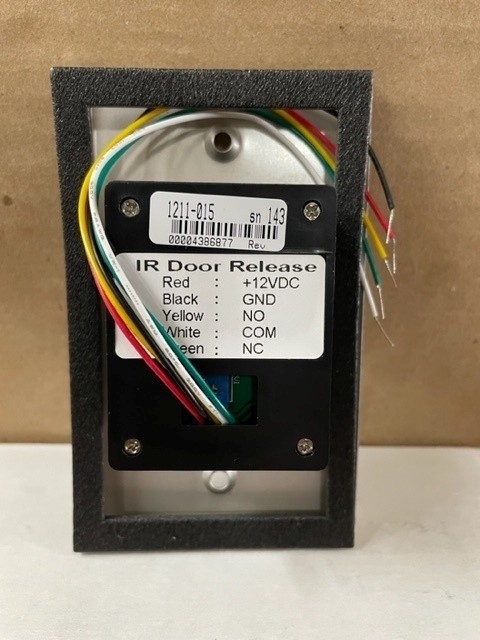 1211-015 sn 143
00004386877 Rev
IR Door Release
Red : +12VDC
Black : GND
Yellow : NO
White : COM
een : NC